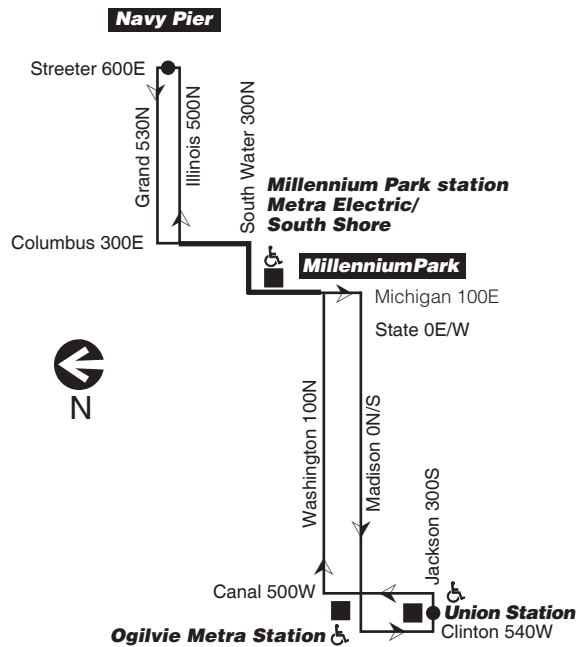 Navy Pier
Streeter 600E
Grand 530N
Illinois 500N
South Water 300N
Millennium Park station
Metra Electric/
South Shore
Columbus 300E
MillenniumPark
Michigan 100E
State 0E/W
N
Washington 100N
Madison 0N/S
Jackson 300S
Canal 500W
Union Station
Ogilvie Metra Station
Clinton 540W